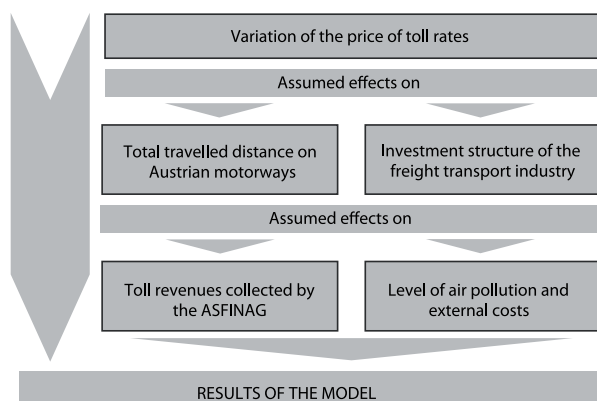 Variation of the price of toll rates
Assumed effects on
Total travelled distance on
Austrian motorways
Investment structure of the
freight transport industry
Assumed effects on
Toll revenues collected by
the ASFINAG
Level of air pollution and
external costs
RESULTS OF THE MODEL